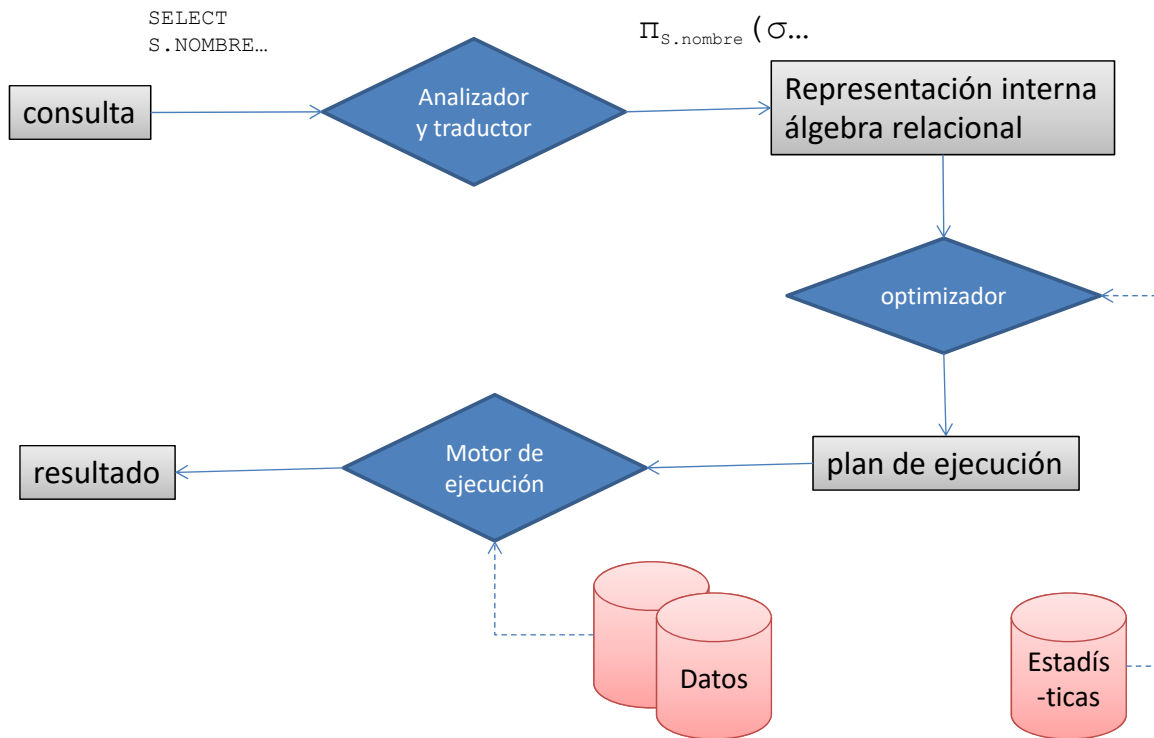 SELECT
S.NOMBRE…
Π S.nombre (σ…
consulta
Analizador
y traductor
Representación interna
álgebra relacional
optimizador
resultado
Motor de
ejecución
plan de ejecución
Datos
Estadís
-ticas